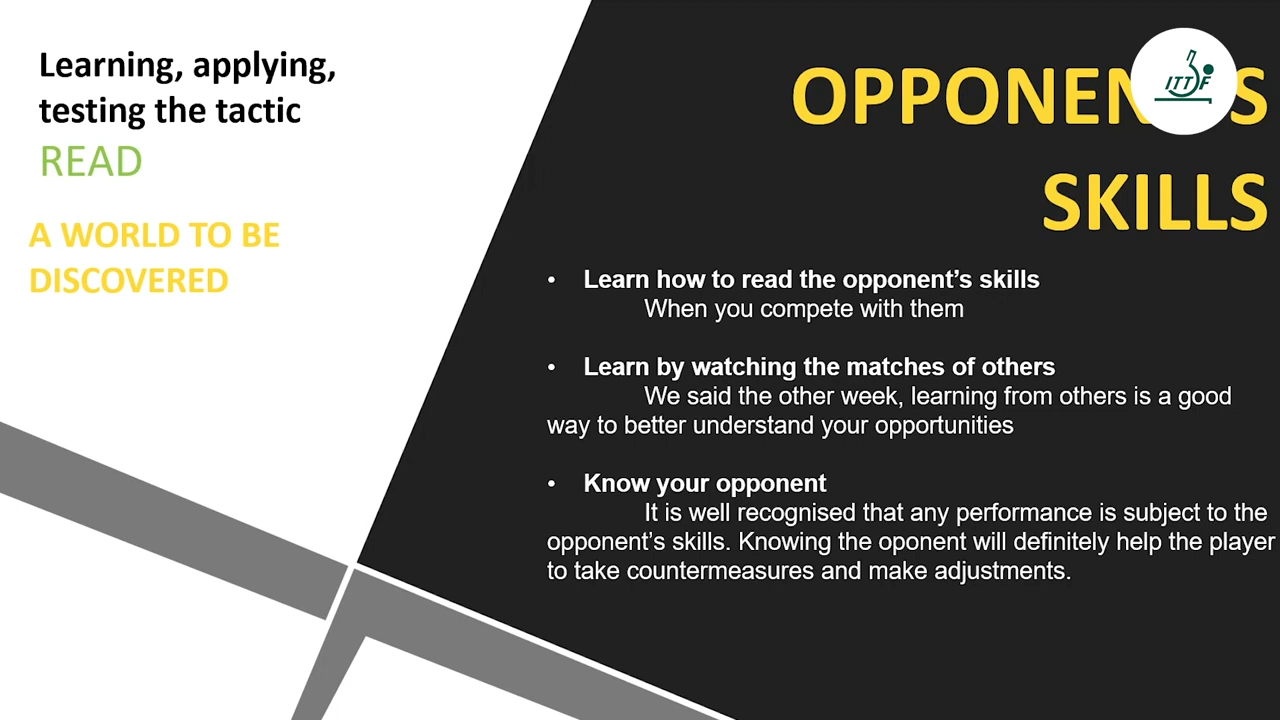 Learning, applying,
testing the tactic
READ
A WORLD TO BE
DISCOVERED
ITTF
SKILLS
• Learn how to read the opponent's skills
When you compete with them
• Learn by watching the matches of others
We said the other week, learning from others is a good
way to better understand your opportunities
• Know your opponent
It is well recognised that any performance is subject to the
opponent's skills. Knowing the oponent will definitely help the player
to take countermeasures and make adjustments.